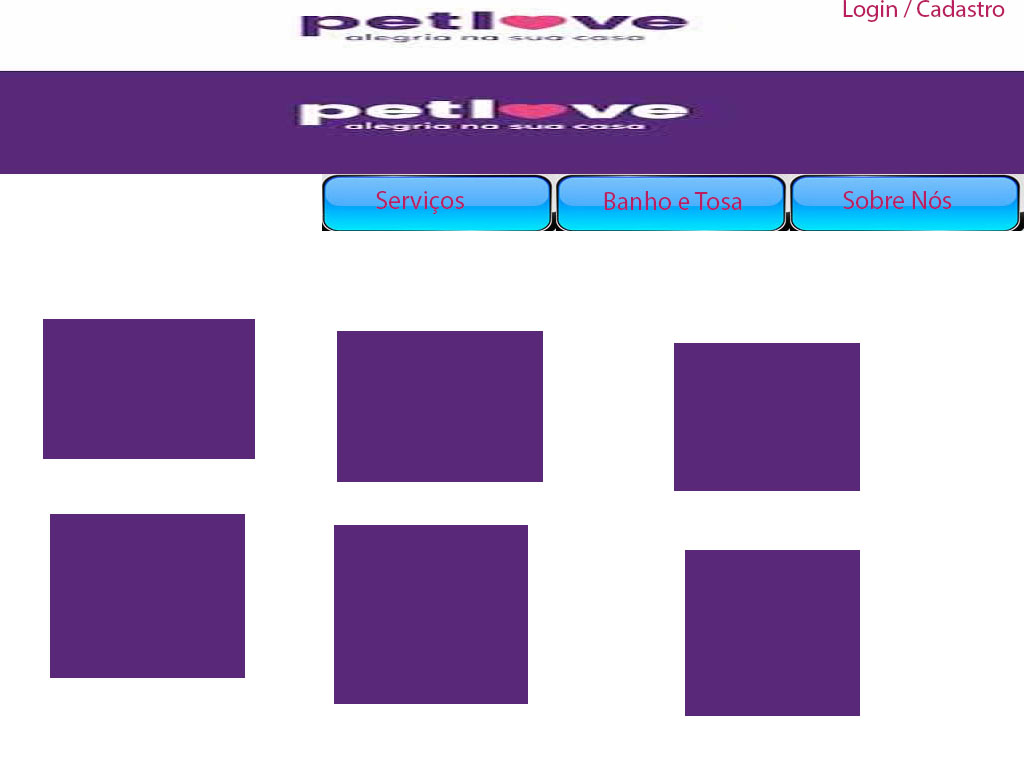 petlove
alegria na sua casa
Login / Cadastro
petlove
alegria na sua casa
Serviços
Banho e Tosa
Sobre Nós